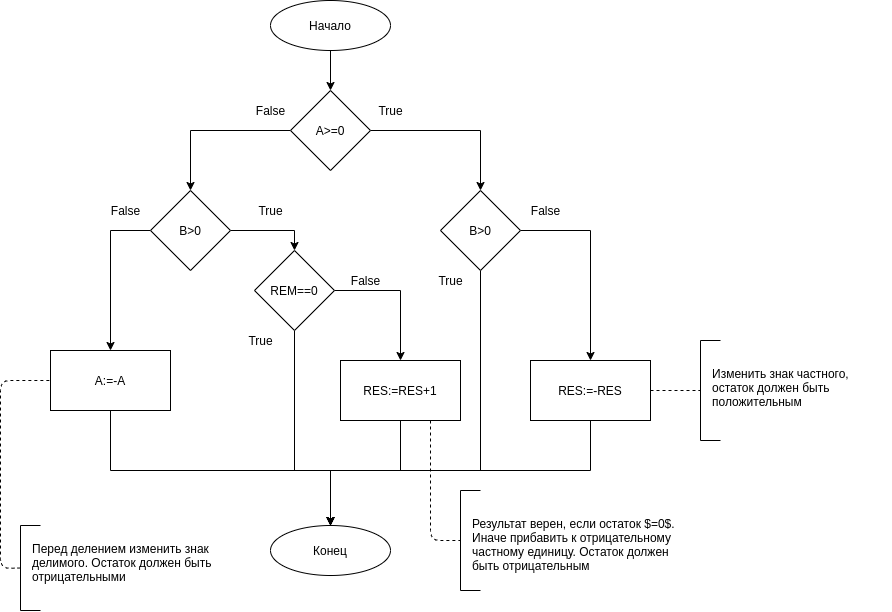 Начало
False
True
A>=0
False
True
False
B>0
B>0
REM==0
False
True
True
A:=-A
RES:=RES+1
RES:=-RES
Изменить знак частного,
остаток должен быть
положительным
Перед делением изменить знак
делимого. Остаток должен быть
отрицательными
Конец
Результат верен, если остаток $=0$.
Иначе прибавить к отрицательному
частному единицу. Остаток должен
быть отрицательным